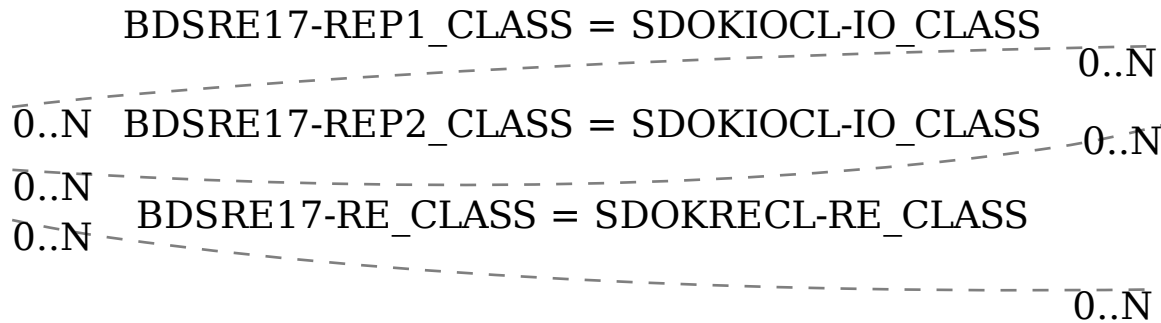 BDSRE17-REP1_CLASS = SDOKIOCL-IO_CLASS
0..N
0..N
BDSRE17-REP2_CLASS = SDOKIOCL-IO_CLASS
0..N
0..N
BDSRE17-RE_CLASS = SDOKRECL-RE_CLASS
0..N
0..N